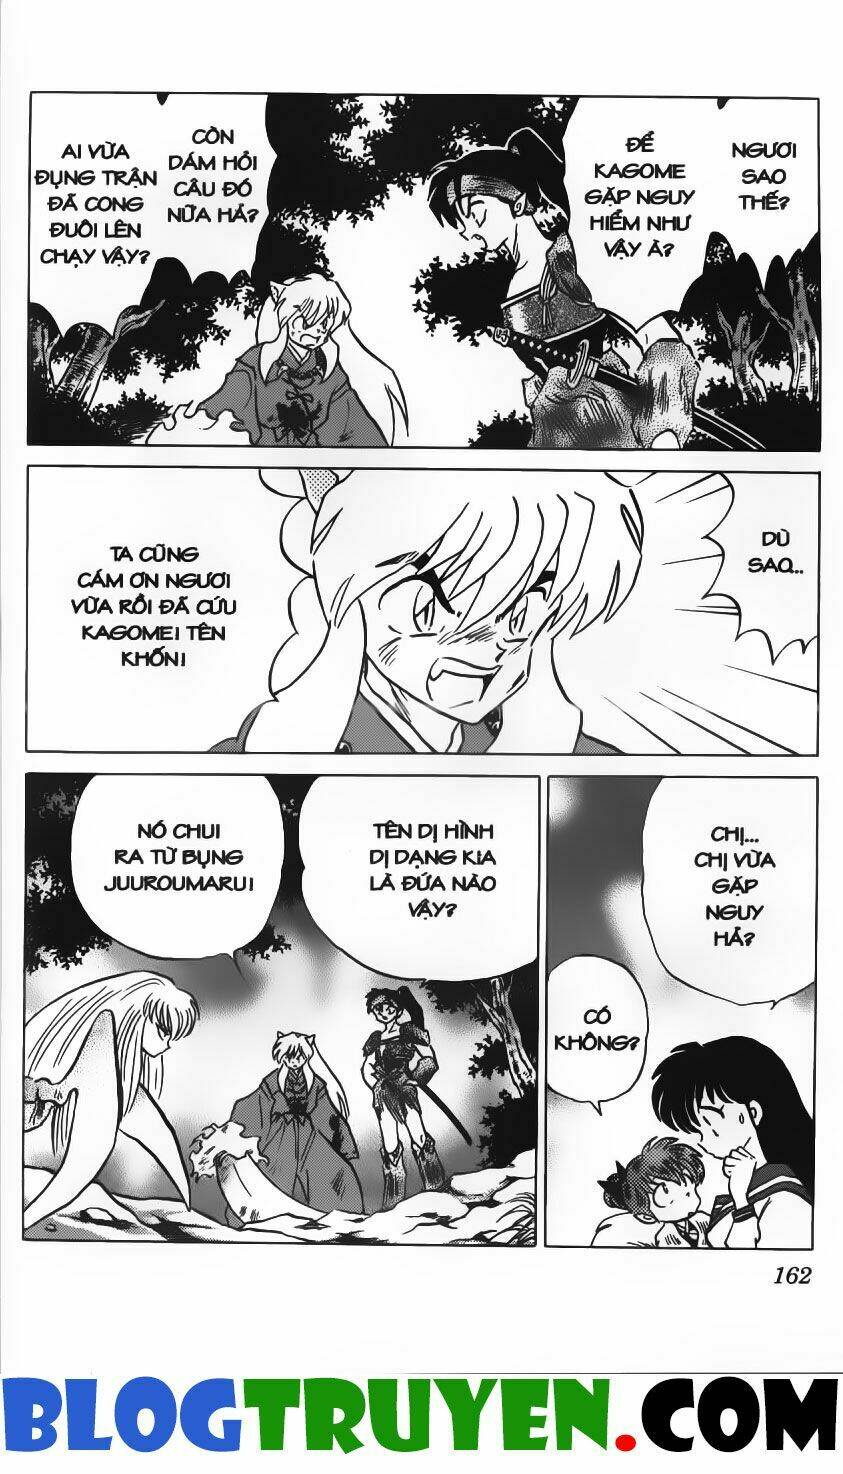 NGƯƠI
SAO
THẾ?
ĐỂ
KAGOME
GẶP NGUY
HIỂM NHƯ
VẬY À?
CÒN
DÁM HỎI
CÂU ĐÓ
NỮA HẢ?
AI VỪA
ĐỤNG TRẬN
ĐÃ CONG
ĐUÔI LÊN
CHẠY VẬY?
DÙ
SAO...
TA CŨNG
CÁM ƠN NGƯƠI
VỪA RỒI ĐÃ CỨU
KAGOME! TÊN
KHỐN!
CHỊ...
CHỊ VỪA
GẶP
NGUY
HẢ?
CÓ
KHÔNG?
TÊN DỊ HÌNH
DỊ DẠNG KIA
LÀ ĐỨA NÀO
VẬY?
NÓ CHUI
RA TỪ BỤNG
JUUROUMARU!
162
BLOGTRUYEN.COM